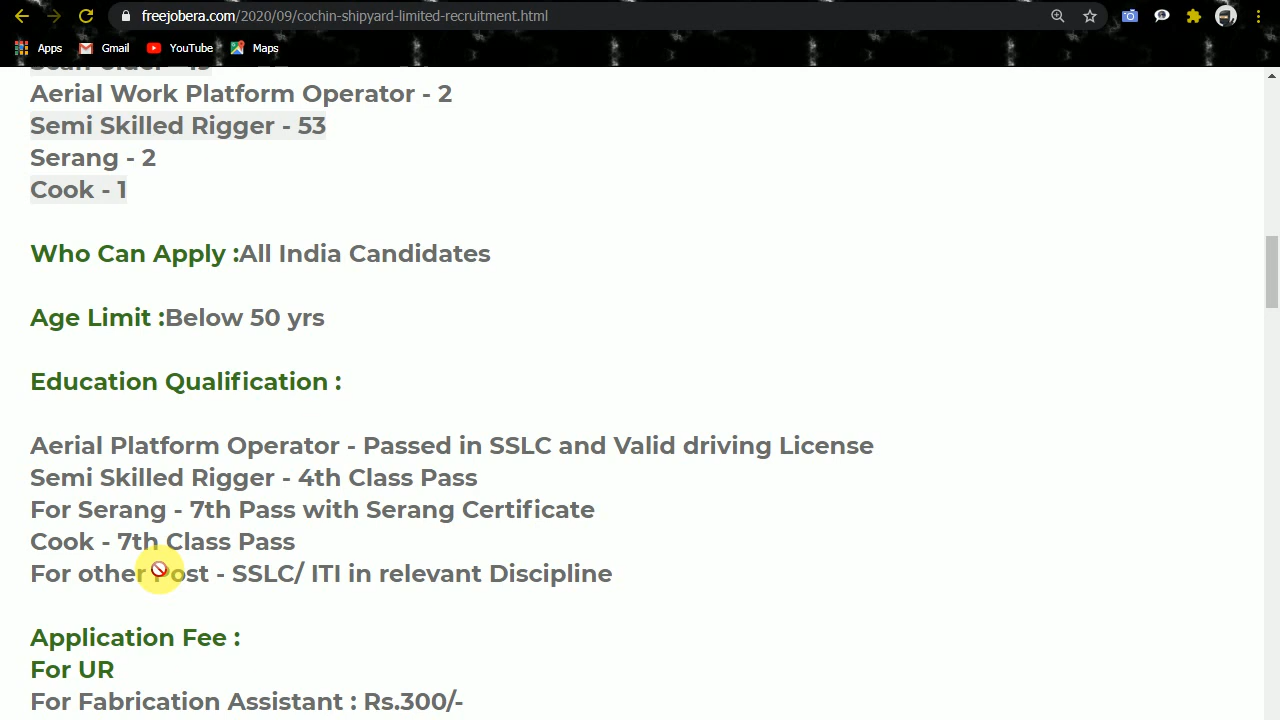 freejobera.com/2020/09/cochin-shipyard-limited-recruitment.html
Apps Gmail YouTube Maps
Aerial Work Platform Operator - 2
Semi Skilled Rigger - 53
Serang - 2
Cook - 1
Who Can Apply :All India Candidates
Age Limit :Below 50 yrs
Education Qualification :
Aerial Platform Operator - Passed in SSLC and Valid driving License
Semi Skilled Rigger - 4th Class Pass
For Serang - 7th Pass with Serang Certificate
Cook - 7th Class Pass
For other Post - SSLC/ ITI in relevant Discipline
Application Fee :
For UR
For Fabrication Assistant : Rs.300/-